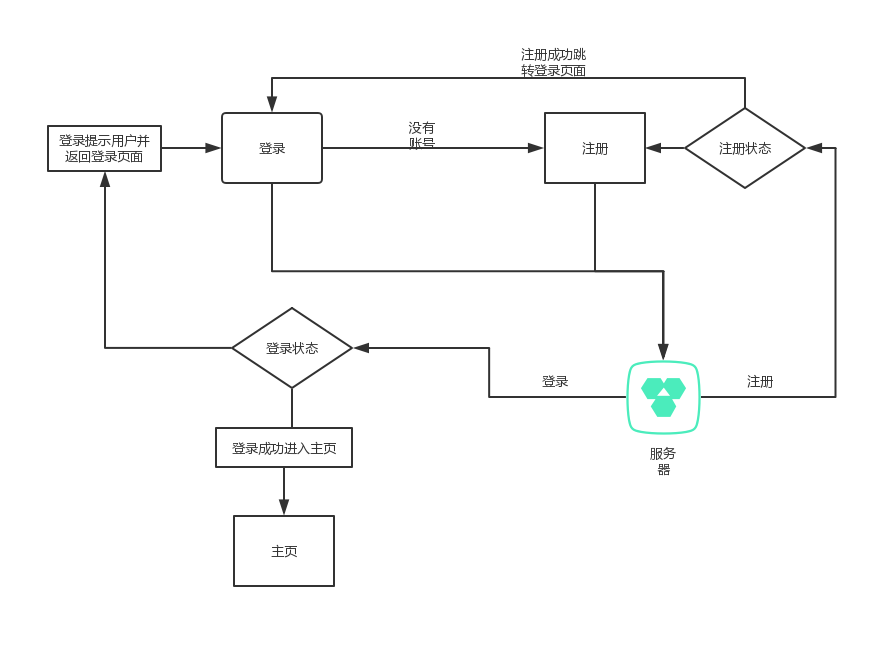 注册成功跳
转登录页面
没有
账号
登录提示用户并
返回登录页面
登录
注册
注册状态
登录状态
登录
注册
登录成功进入主页
服务
器
主页